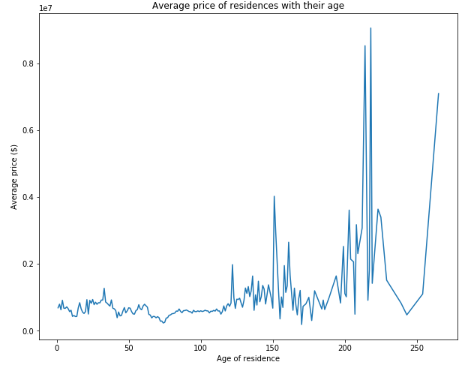 Average price of residences with their age
1e7
0.8
0.6
0.4
0.2
0.0
Average price ($)
0 50 100 150 200 250
Age of residence